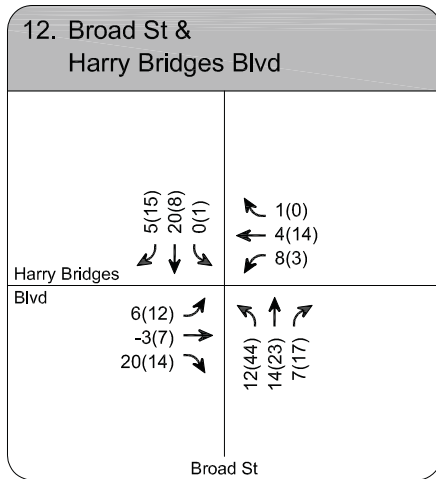 12. Broad St &
Harry Bridges Blvd
5(15)
20(8)
0(1)
1(0)
4(14)
8(3)
Harry Bridges
Blvd
6(12)
-3(7)
20(14)
12(44)
14(23)
7(17)
Broad St